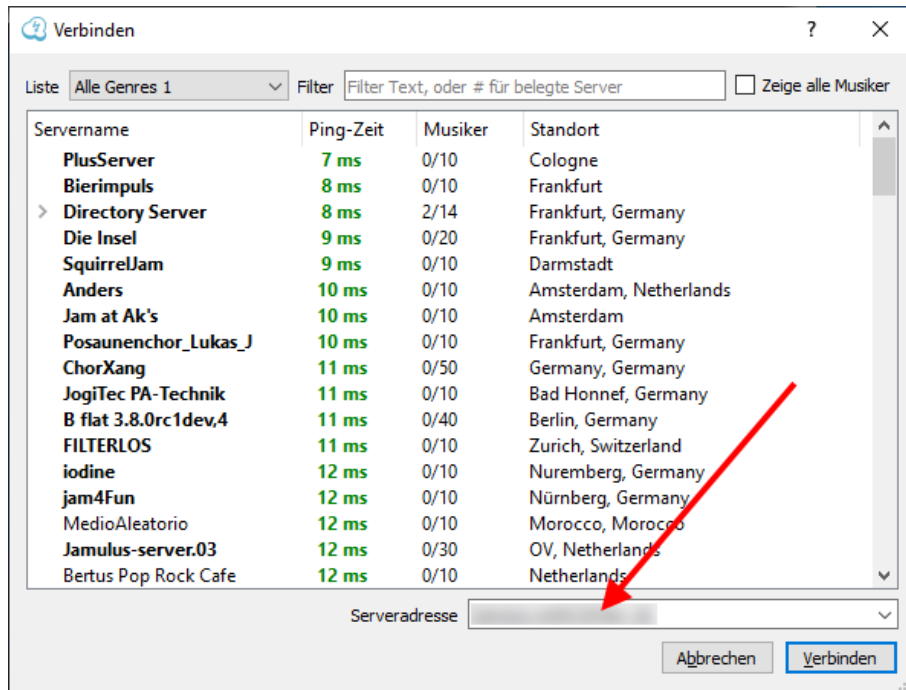 Verbinden ?
Liste Alle Genres 1 Filter Filter Text, oder # für belegte Server Zeige alle Musiker
Servername Ping-Zeit Musiker Standort
PlusServer 7 ms 0/10 Cologne
Bierimpuls 8 ms 0/10 Frankfurt
Directory Server 8 ms 2/14 Frankfurt, Germany
Die Insel 9 ms 0/20 Frankfurt, Germany
SquirrelJam 9 ms 0/10 Darmstadt
Anders 10 ms 0/10 Amsterdam, Netherlands
Jam at Ak's 10 ms 0/10 Amsterdam
Posaunenchor_Lukas_J 10 ms 0/10 Frankfurt, Germany
ChorXang 11 ms 0/50 Germany, Germany
JogiTec PA-Technik 11 ms 0/10 Bad Honnef, Germany
B flat 3.8.0rc1dev,4 11 ms 0/40 Berlin, Germany
FILTERLOS 11 ms 0/10 Zurich, Switzerland
iodine 12 ms 0/10 Nuremberg, Germany
jam4Fun 12 ms 0/10 Nürnberg, Germany
MedioAleatorio 12 ms 0/10 Morocco, Morocco
Jamulus-server.03 12 ms 0/30 OV, Netherlands
Bertus Pop Rock Cafe 12 ms 0/10 Netherlands
Serveradresse
Abbrechen Verbinden